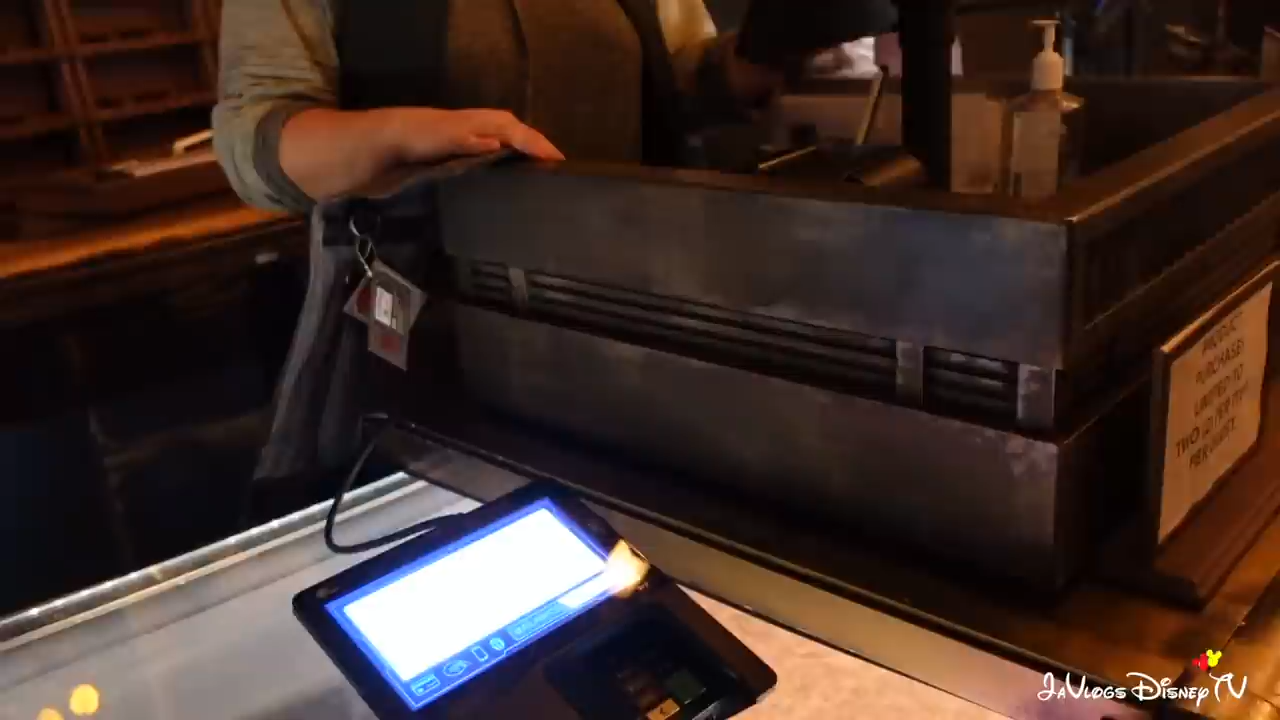 PRODUCT
PURCHASES
LIMITED TO
TWO (2) PER ITEM
PER GUEST.
JaVlogs Disney TV